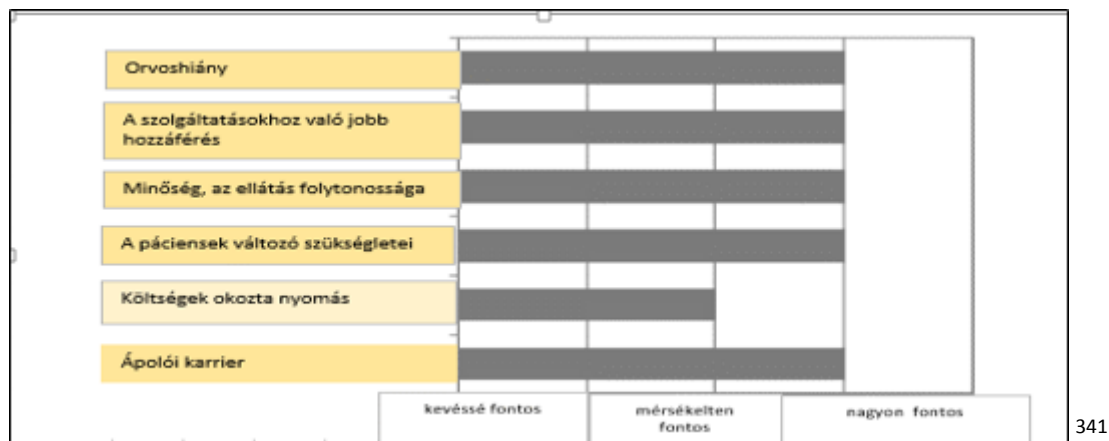 Orvoshiány
A szolgáltatásokhoz való jobb
hozzáférés
Minőség, az ellátás folytonossága
A páciensek változó szükségletei
Költségek okozta nyomás
Ápolói karrier
kevéssé fontos
mérsékelten
fontos
nagyon fontos
341